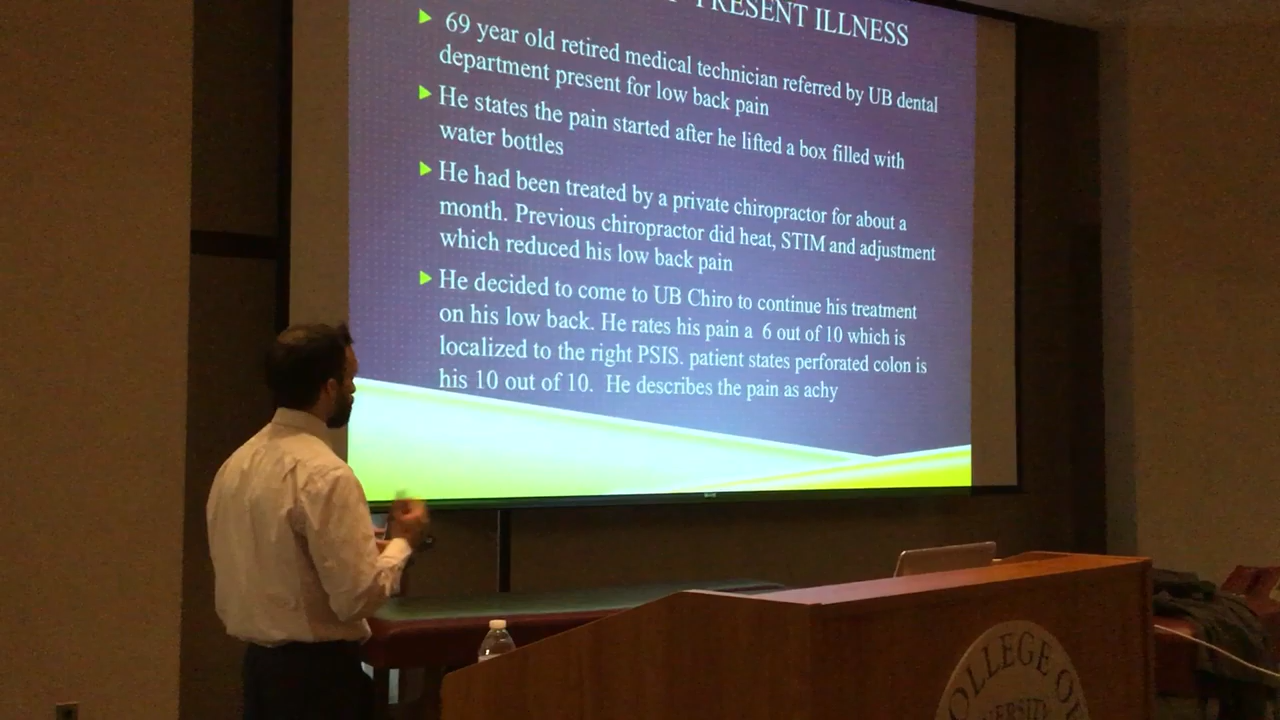 PRESENT ILLNESS
69 year old retired medical technician referred by UB dental
department present for low back pain
He states the pain started after he lifted a box filled with
water bottles
He had been treated by a private chiropractor for about a
month. Previous chiropractor did heat, STIM and adjustment
which reduced his low back pain
He decided to come to UB Chiro to continue his treatment
on his low back. He rates his pain a 6 out of 10 which is
localized to the right PSIS. patient states perforated colon is
his 10 out of 10. He describes the pain as achy
OLLEGE O